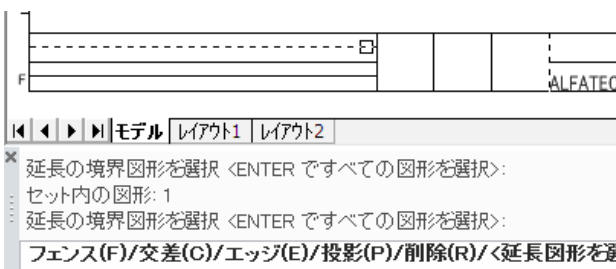 F
ALFATEC
モデル レイアウト1 レイアウト2
延長の境界図形を選択 <ENTER ですべての図形を選択>:
セット内の図形: 1
延長の境界図形を選択 <ENTER ですべての図形を選択>:
フェンス(F)/交差(C)/エッジ(E)/投影(P)/削除(R)/<延長図形を選